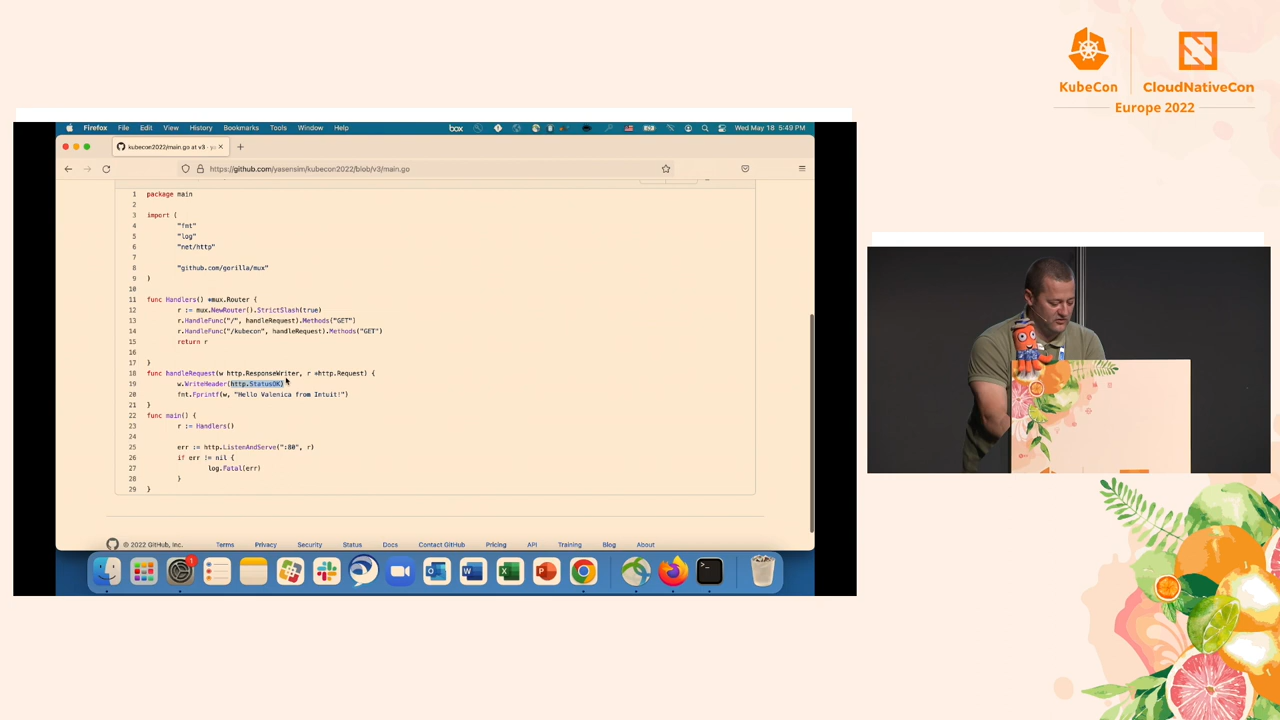 KubeCon
CloudNativeCon
Europe 2022
Firefox File Edit View History Bookmarks Tools Window Help
box
Wed May 18 5:49 PM
kubecon2022/main.go at v3 · ya
https://github.com/yasensim/kubecon2022/blob/v3/main.go
1 package main
2
3 import (
4 "fmt"
5 "log"
6 "net/http"
7
8 "github.com/gorilla/mux"
9 )
10
11 func Handlers() *mux.Router {
12 r := mux.NewRouter().StrictSlash(true)
13 r.HandleFunc("/", handleRequest).Methods("GET")
14 r.HandleFunc("/kubecon", handleRequest).Methods("GET")
15 return r
16
17 }
18 func handleRequest(w http.ResponseWriter, r *http.Request) {
19 w.WriteHeader(http.StatusOK)
20 fmt.Fprintf(w, "Hello Valenica from Intuit!")
21 }
22 func main() {
23 r := Handlers()
24
25 err := http.ListenAndServe(":80", r)
26 if err != nil {
27 log.Fatal(err)
28 }
29 }
© 2022 GitHub, Inc. Terms Privacy Security Status Docs Contact GitHub Pricing API Training Blog About
1